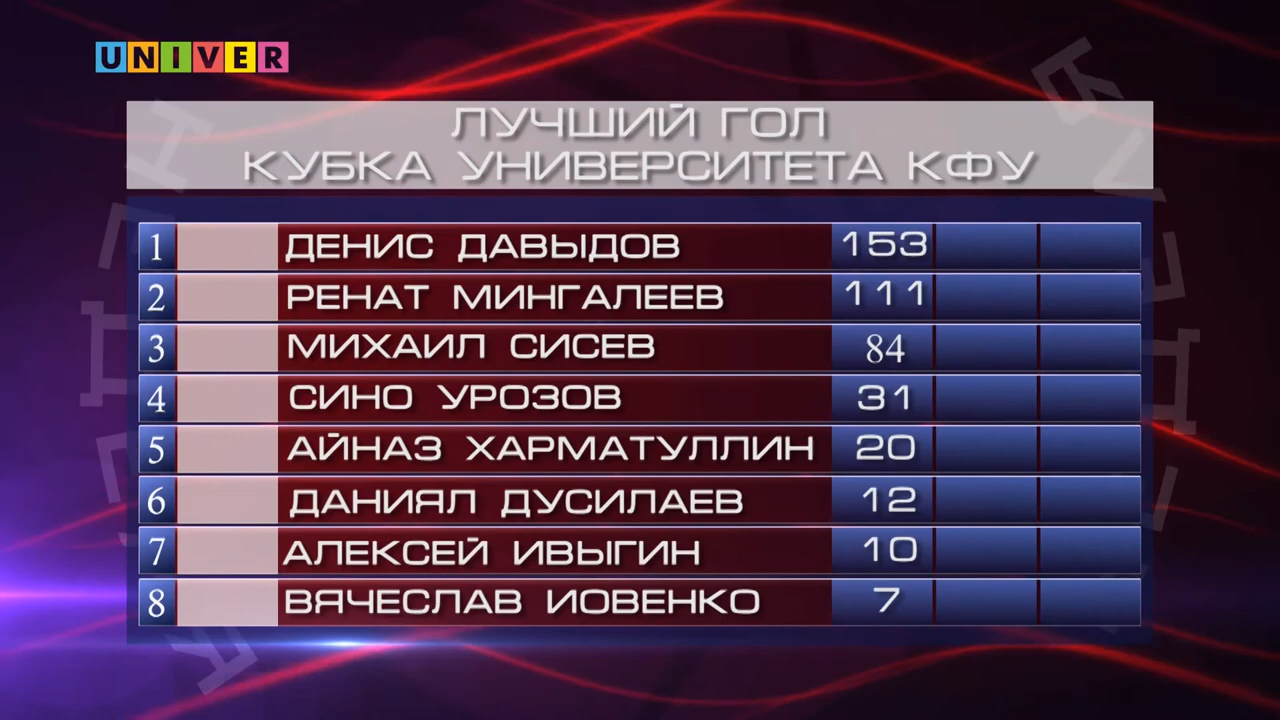 UNIVER
ЛУЧШИЙ ГОЛ
КУБКА УНИВЕРСИТЕТА КФУ
1 ДЕНИС ДАВЫДОВ 153
2 РЕНАТ МИНГАЛЕЕВ 111
3 МИХАИЛ СИСЕВ 84
4 СИНО УРОЗОВ 31
5 АЙНАЗ ХАРМАТУЛЛИН 20
6 ДАНИЯЛ ДУСИЛАЕВ 12
7 АЛЕКСЕЙ ИВЫГИН 10
8 ВЯЧЕСЛАВ ИОВЕНКО 7